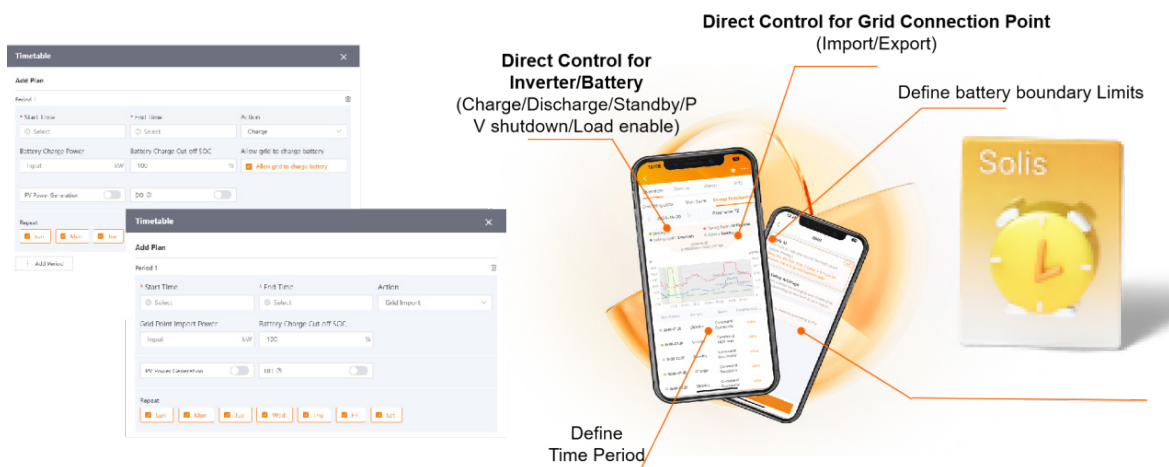 Direct Control for Grid Connection Point
(Import/Export)
Direct Control for
Inverter/Battery
(Charge/Discharge/Standby/P
V shutdown/Load enable)
Define battery boundary Limits
Define
Time Period
Solis
Timetable
Add Plan
Period 1
* Start Time
* End Time
Action
Select
Select
Charge
Battery Charge Power
Battery Charge Cut off SOC
Allow grid to charge battery
Input
kW
100
%
Allow grid to charge battery
PV Power Generation
DO
Repeat
Sun
Mon
Tue
+ Add Period
Timetable
Add Plan
Period 1
* Start Time
* End Time
Action
Select
Select
Grid Import
Grid Point Import Power
Battery Charge Cut off SOC
Input
kW
100
%
PV Power Generation
DO
Repeat
Sun
Mon
Tue
Wed
Thu
Fri
Sat